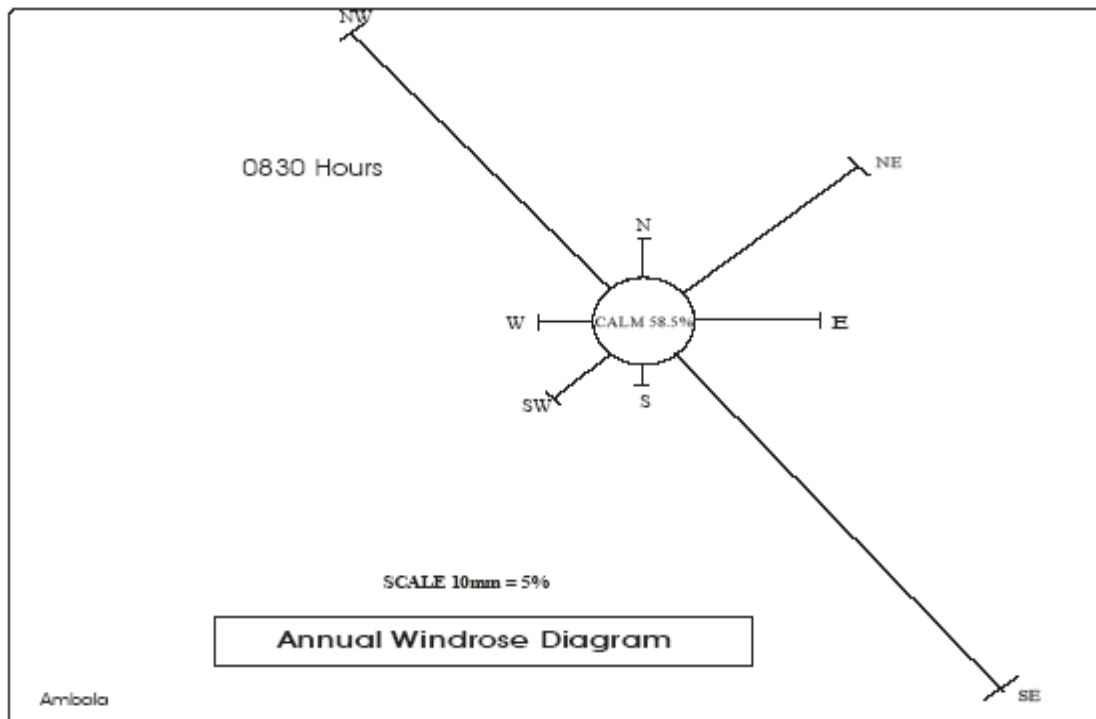 NW
0830 Hours
NE
N
W
CALM 58.5%
E
SW
S
SCALE 10mm = 5%
Annual Windrose Diagram
SE
Ambala